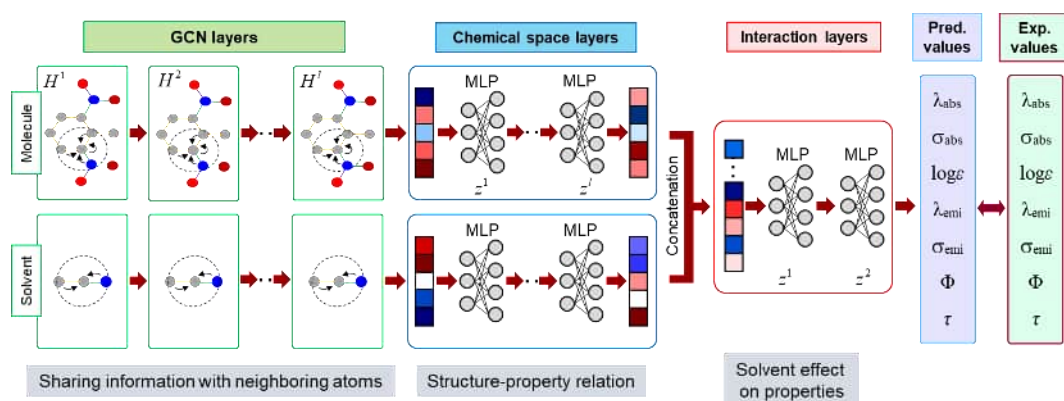 GCN layers
Chemical space layers
Interaction layers
Pred.
values
Exp.
values
Molecule
H¹
H²
Hˡ
MLP
MLP
z¹
zˡ
Solvent
MLP
MLP
Concatenation
MLP
MLP
z¹
z²
λabs
σabs
logε
λemi
σemi
Φ
τ
λabs
σabs
logε
λemi
σemi
Φ
τ
Sharing information with neighboring atoms
Structure-property relation
Solvent effect
on properties